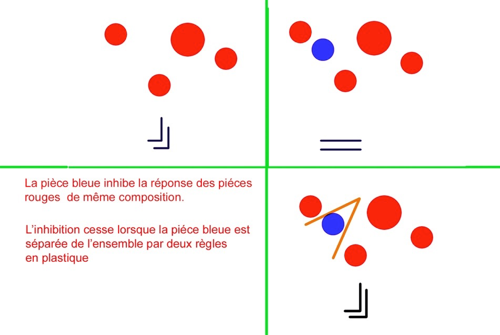 La pièce bleue inhibe la réponse des piéces
rouges de même composition.
L'inhibition cesse lorsque la piéce bleue est
séparée de l'ensemble par deux règles
en plastique